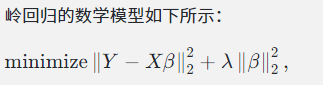 岭回归的数学模型如下所示：
minimize ‖Y − Xβ‖₂² + λ ‖β‖₂² ,